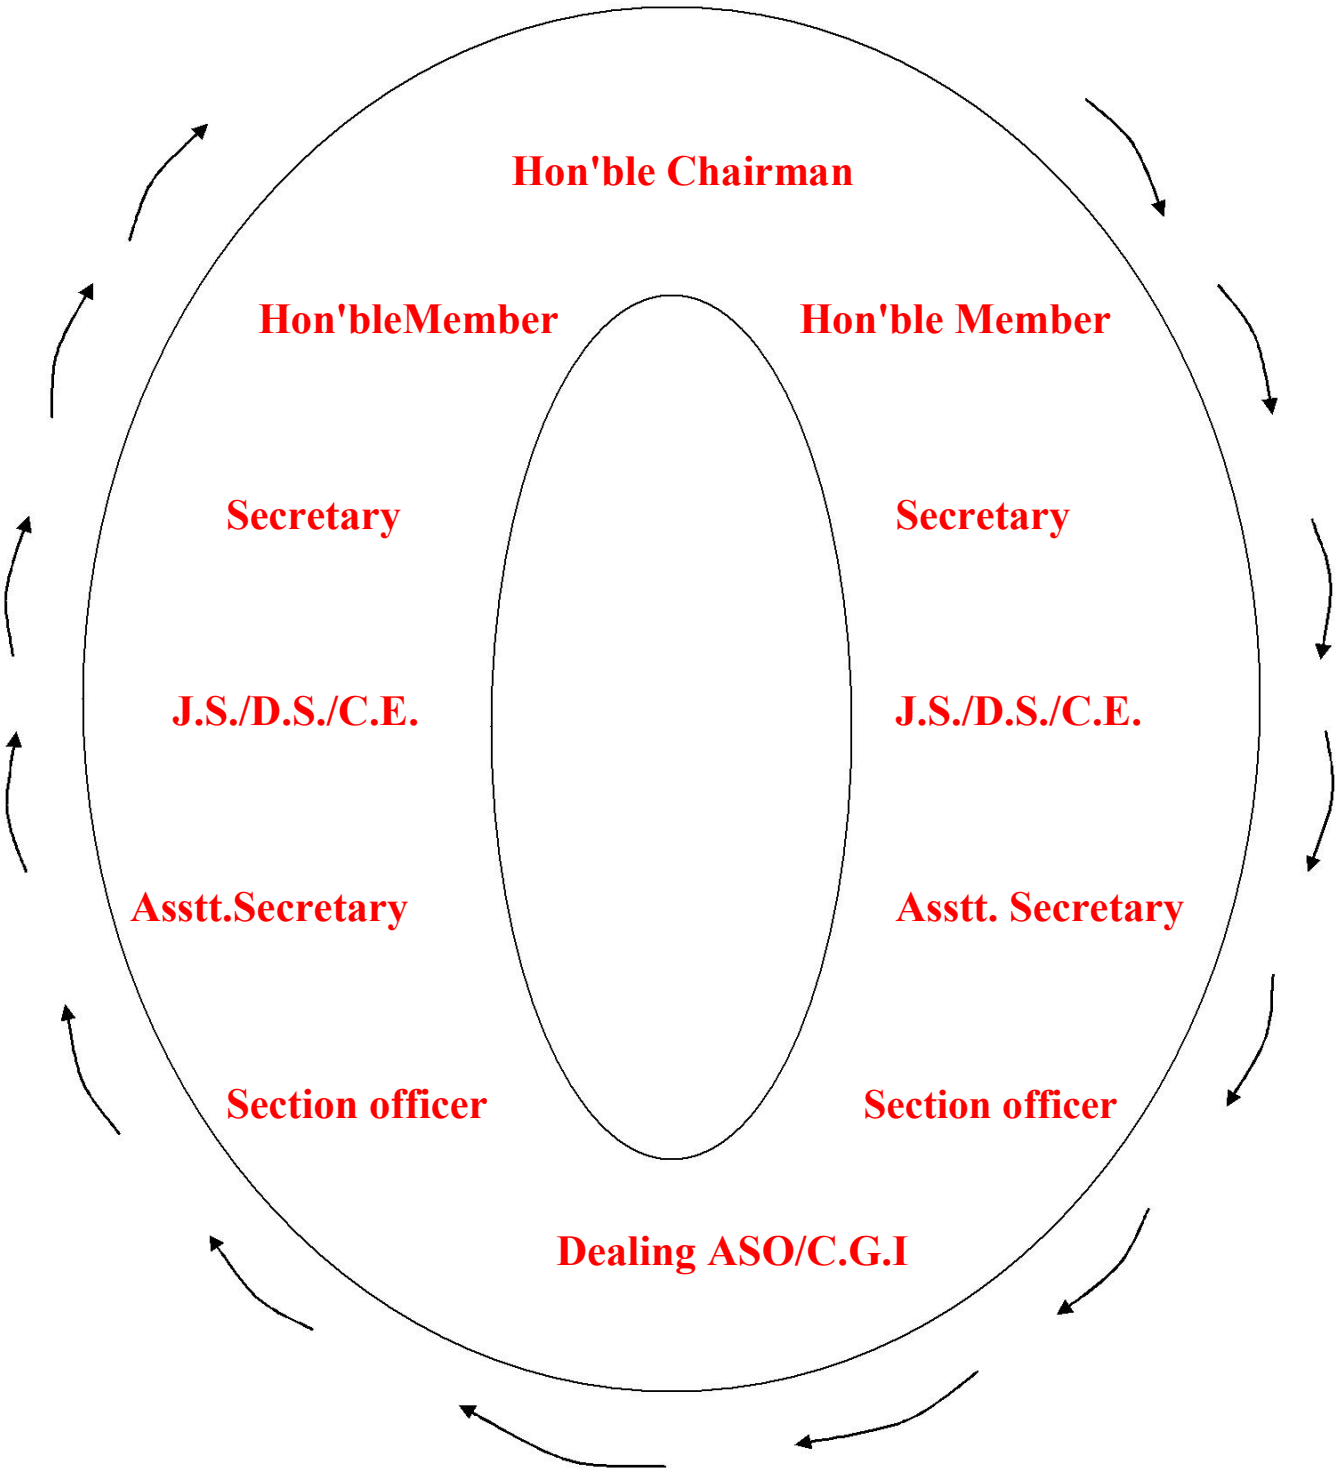 Hon'ble Chairman
Hon'bleMember Hon'ble Member
Secretary Secretary
J.S./D.S./C.E. J.S./D.S./C.E.
Asstt.Secretary Asstt. Secretary
Section officer Section officer
Dealing ASO/C.G.I